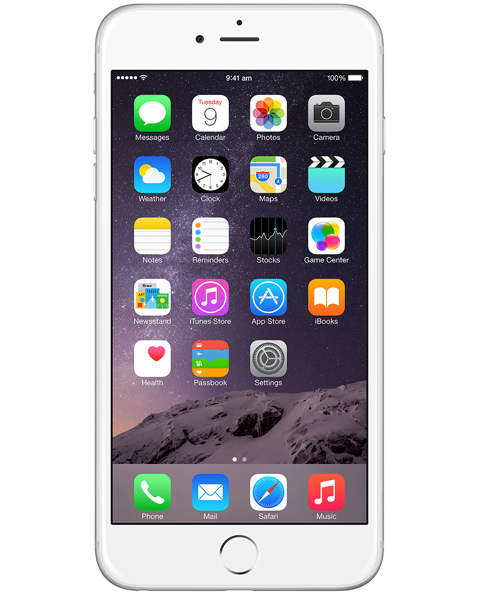 9:41 am 100%
Tuesday
9
Messages Calendar Photos Camera
280
Weather Clock Maps Videos
Notes Reminders Stocks Game Center
Newsstand iTunes Store App Store iBooks
Health Passbook Settings
Phone Mail Safari Music